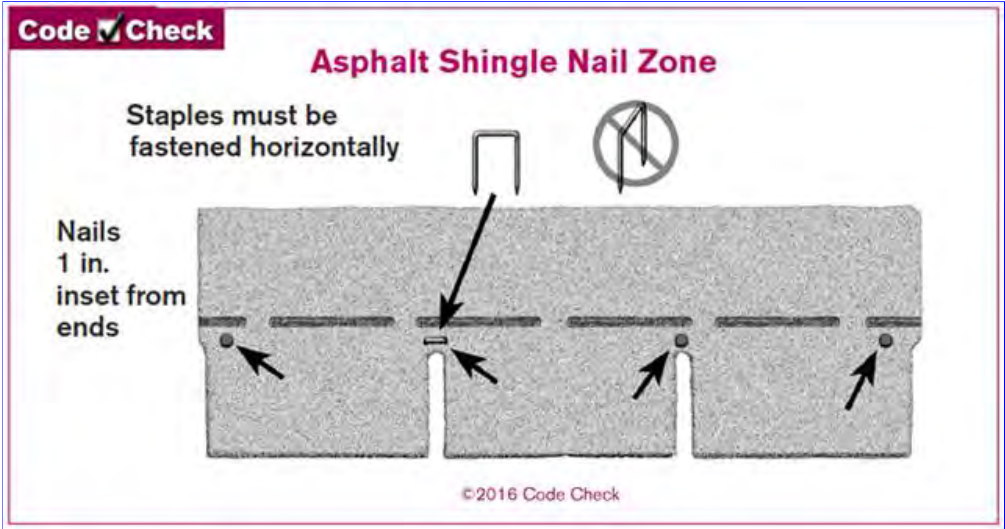 Code Check
Asphalt Shingle Nail Zone
Staples must be
fastened horizontally
Nails
1 in.
inset from
ends
©2016 Code Check